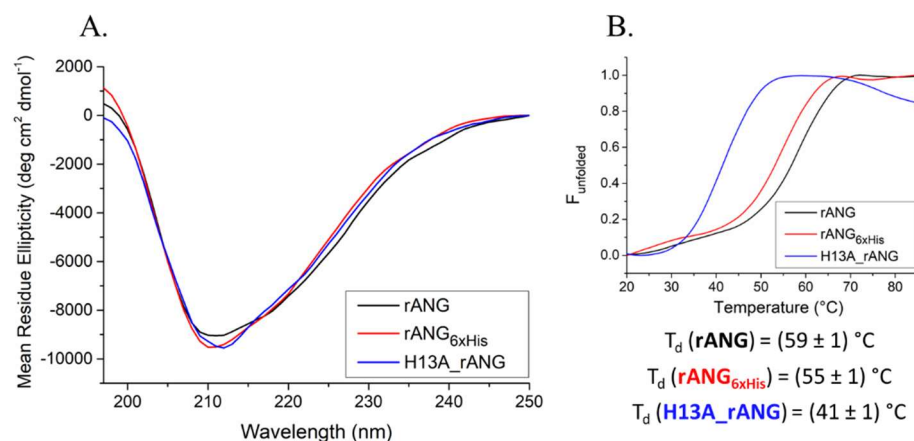 A.
Mean Residue Ellipticity (deg cm² dmol⁻¹)
2000
0
-2000
-4000
-6000
-8000
-10000
rANG
rANG6xHis
H13A_rANG
200 210 220 230 240 250
Wavelength (nm)
B.
Funfolded
1.0
0.8
0.6
0.4
0.2
0.0
rANG
rANG6xHis
H13A_rANG
20 30 40 50 60 70 80
Temperature (°C)
Td (rANG) = (59 ± 1) °C
Td (rANG6xHis) = (55 ± 1) °C
Td (H13A_rANG) = (41 ± 1) °C